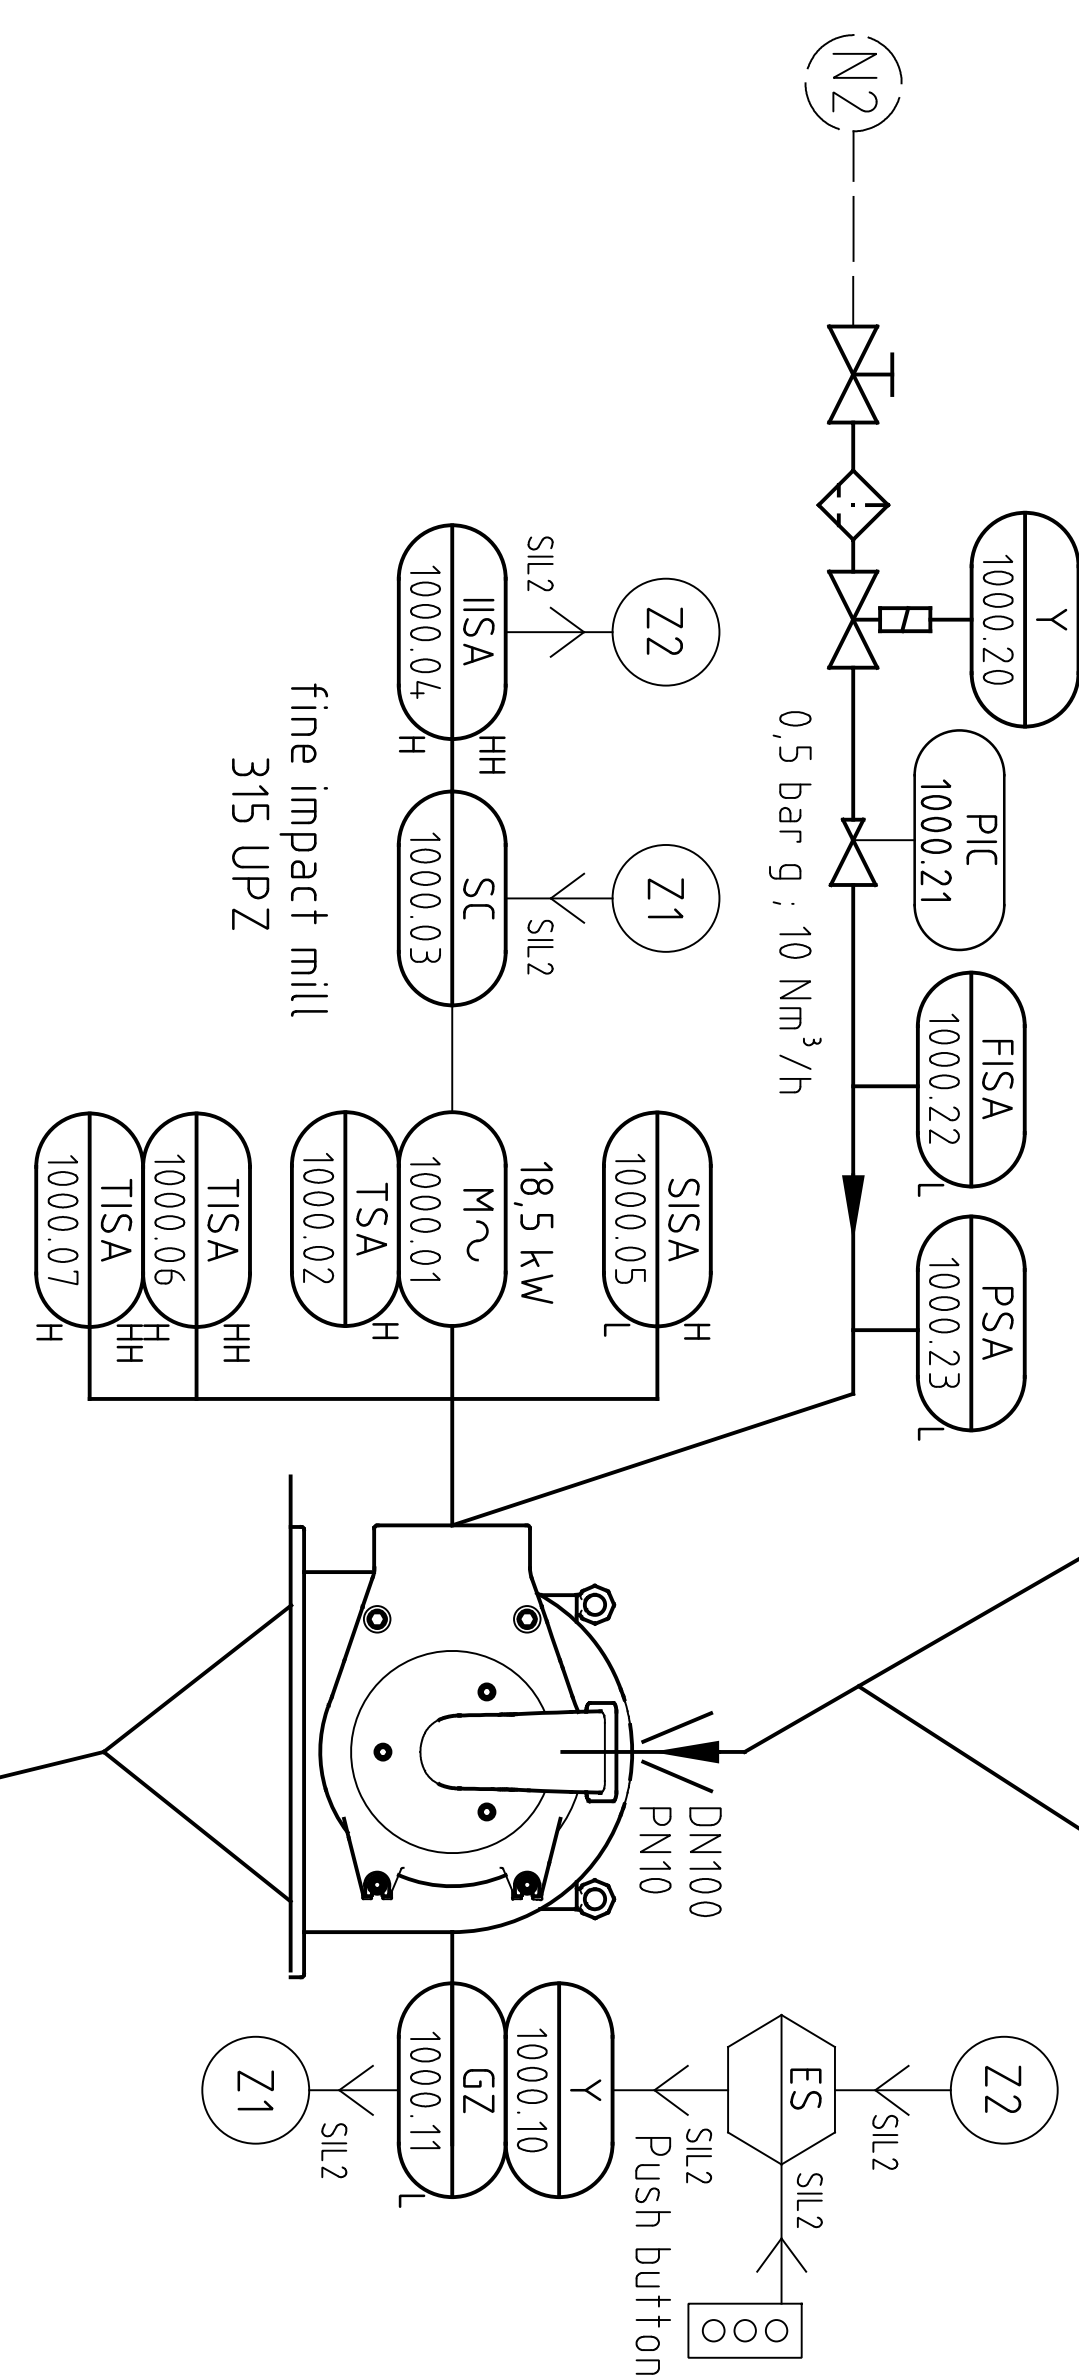 N2
Y
1000.20
PIC
1000.21
FISA
1000.22
L
PSA
1000.23
L
0,5 bar g ; 10 Nm³/h
Z2
SIL2
IISA
1000.04
HH
H
Z1
SIL2
SC
1000.03
fine impact mill
315 UPZ
SISA
1000.05
H
L
18,5 kW
M~
1000.01
TSA
1000.02
H
TISA
1000.06
HH
H
TISA
1000.07
HH
H
DN100
PN10
Z2
SIL2
ES
SIL2
SIL2
Push button
Y
1000.10
GZ
1000.11
L
SIL2
Z1